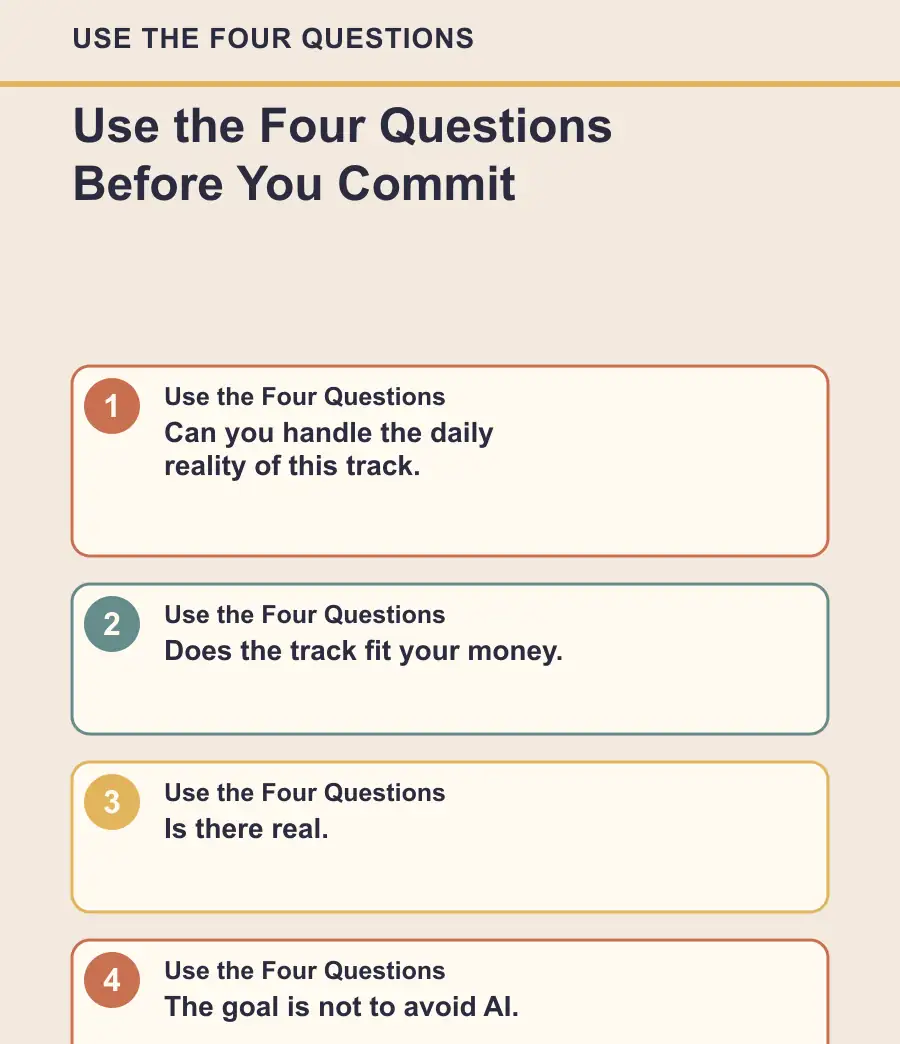 USE THE FOUR QUESTIONS
Use the Four Questions
Before You Commit
1
Use the Four Questions
Can you handle the daily
reality of this track.
2
Use the Four Questions
Does the track fit your money.
3
Use the Four Questions
Is there real.
4
Use the Four Questions
The goal is not to avoid AI.